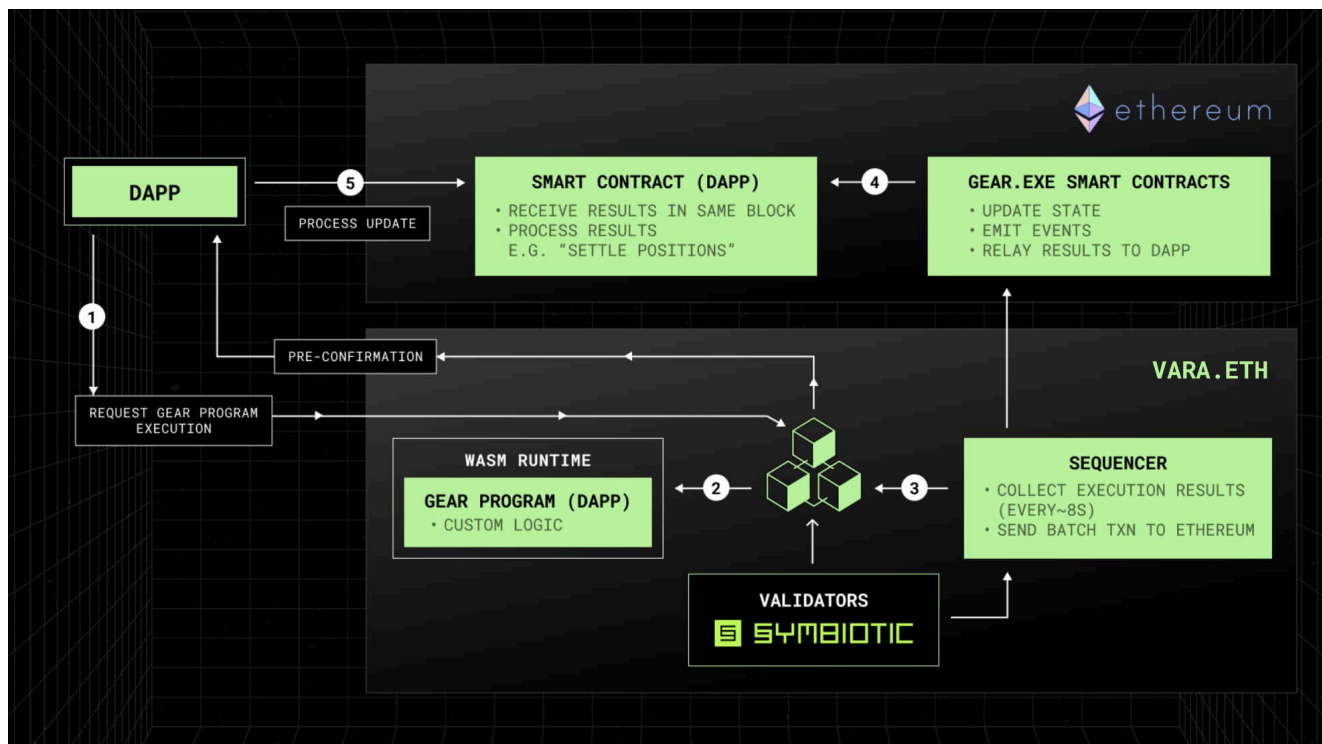 ethereum
DAPP
5
PROCESS UPDATE
SMART CONTRACT (DAPP)
• RECEIVE RESULTS IN SAME BLOCK
• PROCESS RESULTS
E.G. “SETTLE POSITIONS”
4
GEAR.EXE SMART CONTRACTS
• UPDATE STATE
• EMIT EVENTS
• RELAY RESULTS TO DAPP
1
PRE-CONFIRMATION
VARA.ETH
REQUEST GEAR PROGRAM
EXECUTION
WASM RUNTIME
GEAR PROGRAM (DAPP)
• CUSTOM LOGIC
2
3
SEQUENCER
• COLLECT EXECUTION RESULTS
(EVERY~8S)
• SEND BATCH TXN TO ETHEREUM
VALIDATORS
SYMBIOTIC